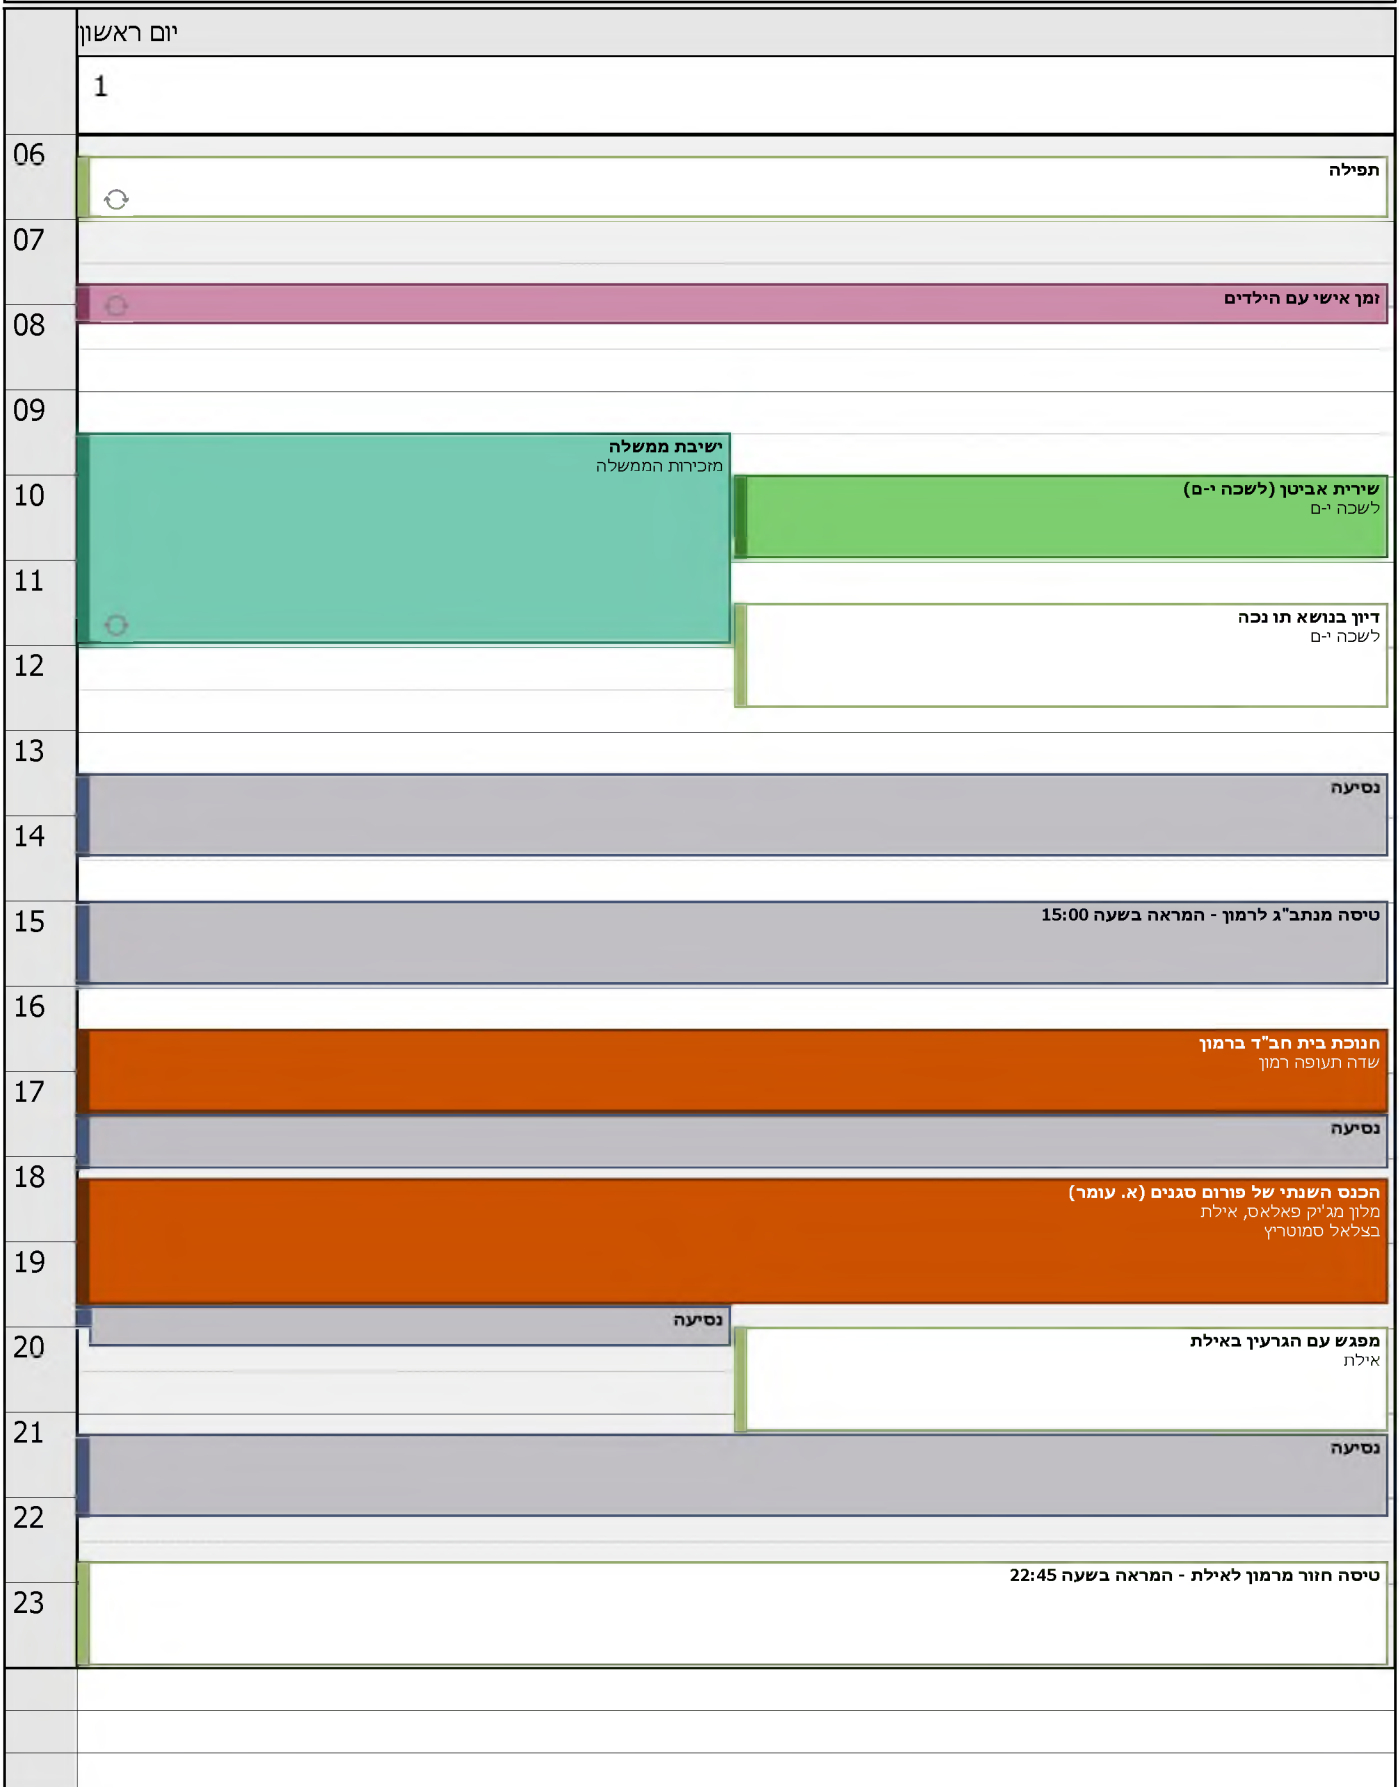 יום ראשון
1
06
תפילה
07
זמן אישי עם הילדים
08
09
ישיבת ממשלה
מזכירות הממשלה
10
שירית אביטן (לשכה י-ם)
לשכה י-ם
11
דיון בנושא תו נכה
לשכה י-ם
12
13
נסיעה
14
15
טיסה מנתב"ג לרמון - המראה בשעה 15:00
16
חנוכת בית חב"ד ברמון
שדה תעופה רמון
17
נסיעה
18
הכנס השנתי של פורום סגנים (א. עומר)
מלון מג'יק פאלאס, אילת
בצלאל סמוטריץ
19
נסיעה
20
מפגש עם הגרעין באילת
אילת
21
נסיעה
22
טיסה חזור מרמון לאילת - המראה בשעה 22:45
23